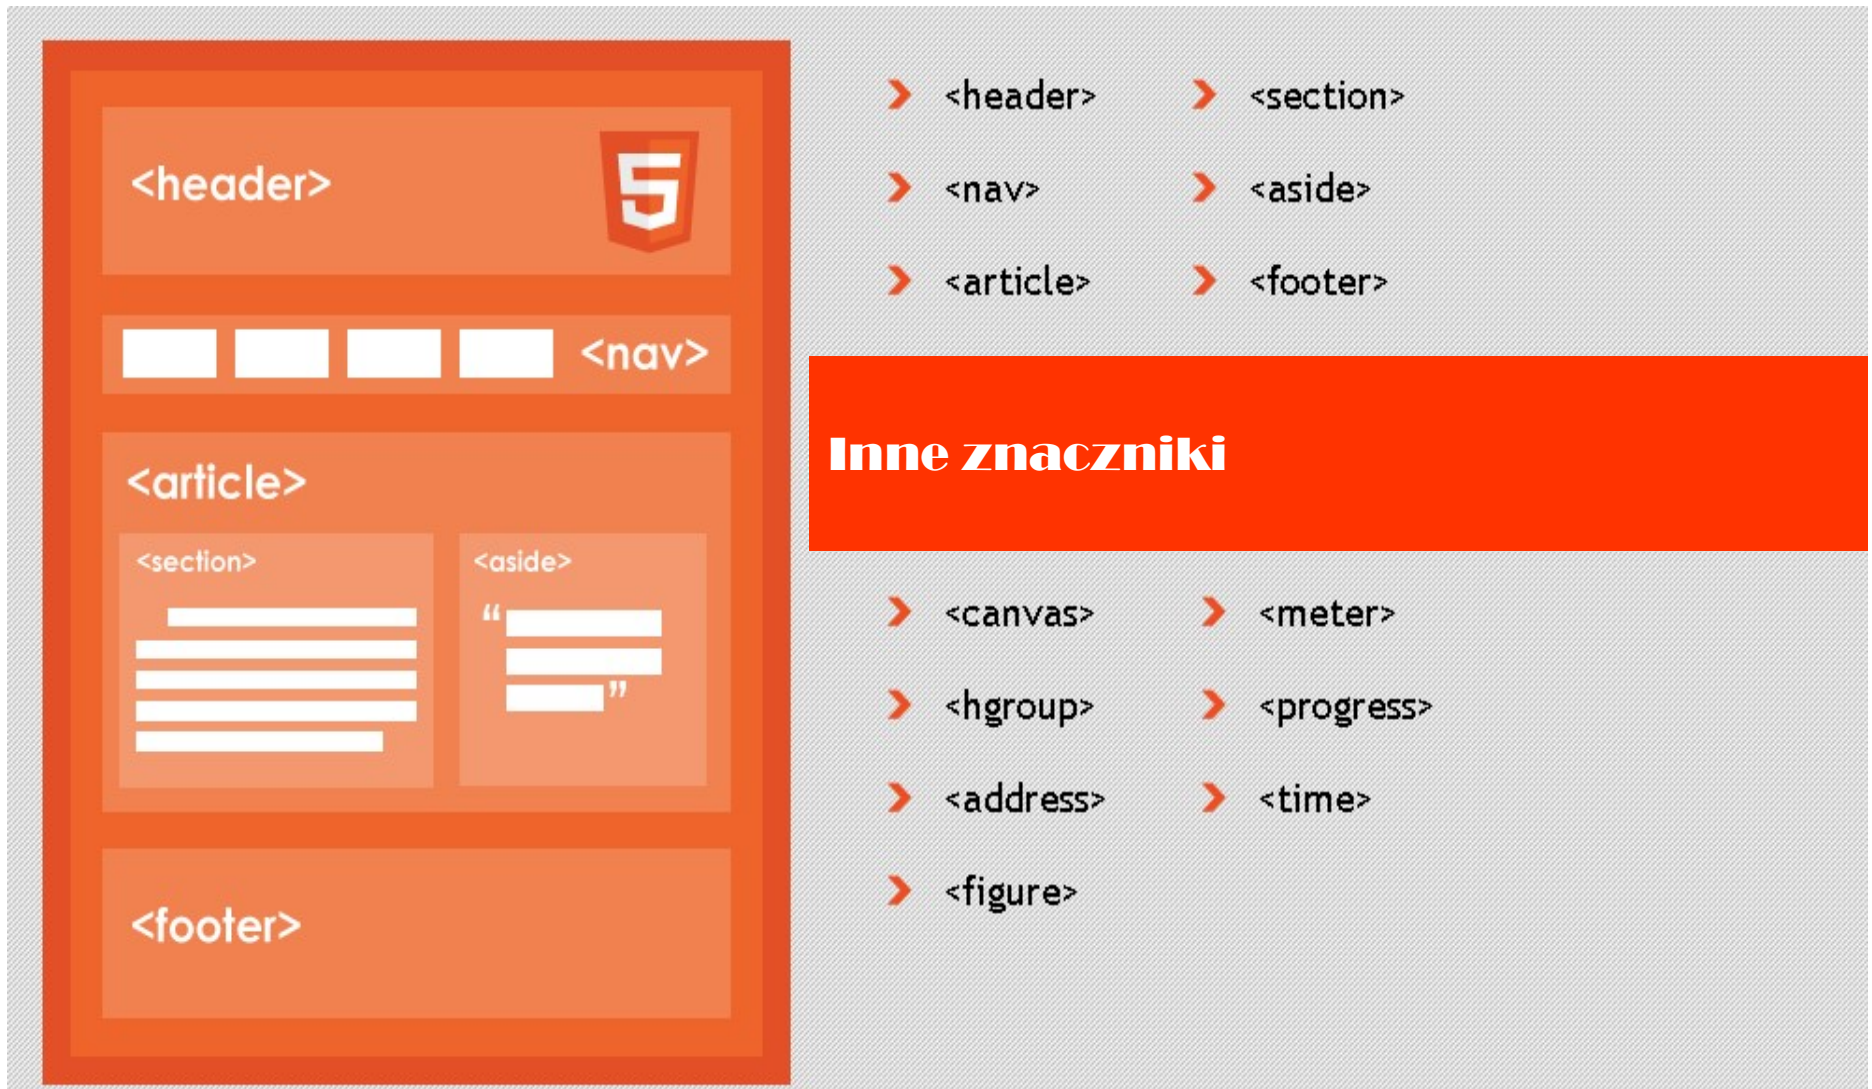 <header>
5
<nav>
<article>
<section>
<aside>
“
”
<footer>
<header>
<section>
<nav>
<aside>
<article>
<footer>
Inne znaczniki
<canvas>
<meter>
<hgroup>
<progress>
<address>
<time>
<figure>